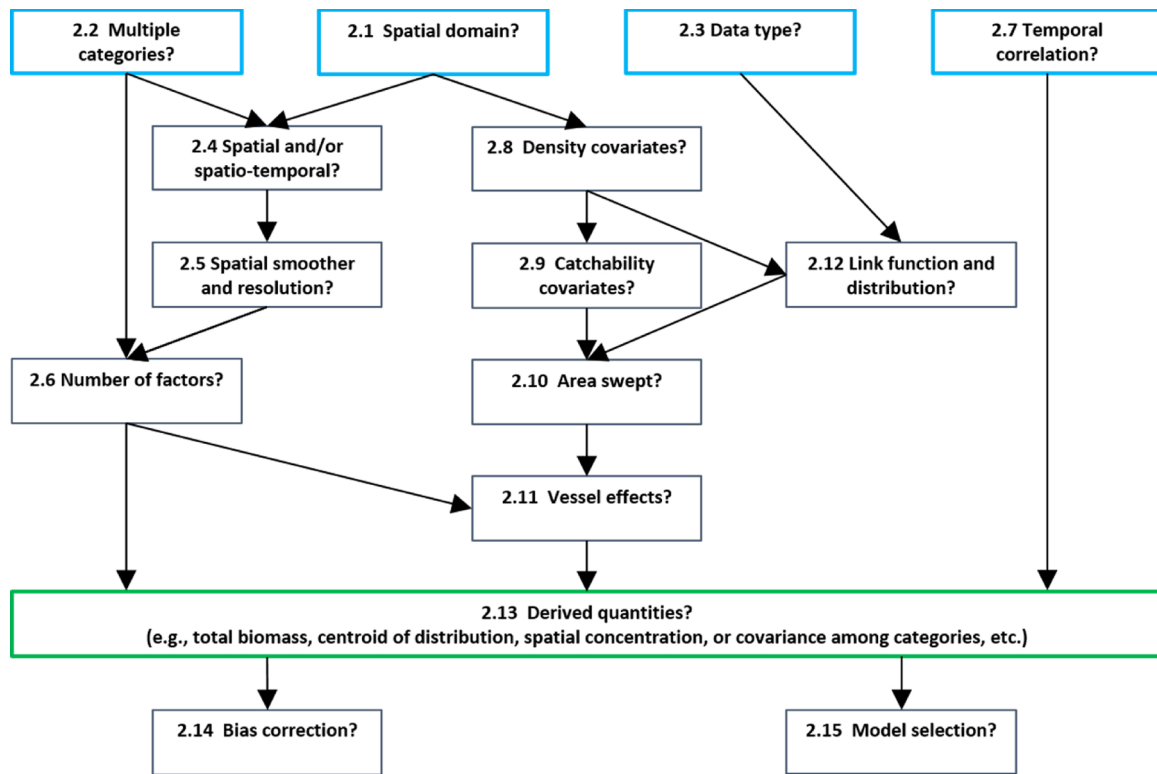 2.2 Multiple
categories?
2.1 Spatial domain?
2.3 Data type?
2.7 Temporal
correlation?
2.4 Spatial and/or
spatio-temporal?
2.8 Density covariates?
2.5 Spatial smoother
and resolution?
2.9 Catchability
covariates?
2.12 Link function and
distribution?
2.6 Number of factors?
2.10 Area swept?
2.11 Vessel effects?
2.13 Derived quantities?
(e.g., total biomass, centroid of distribution, spatial concentration, or covariance among categories, etc.)
2.14 Bias correction?
2.15 Model selection?